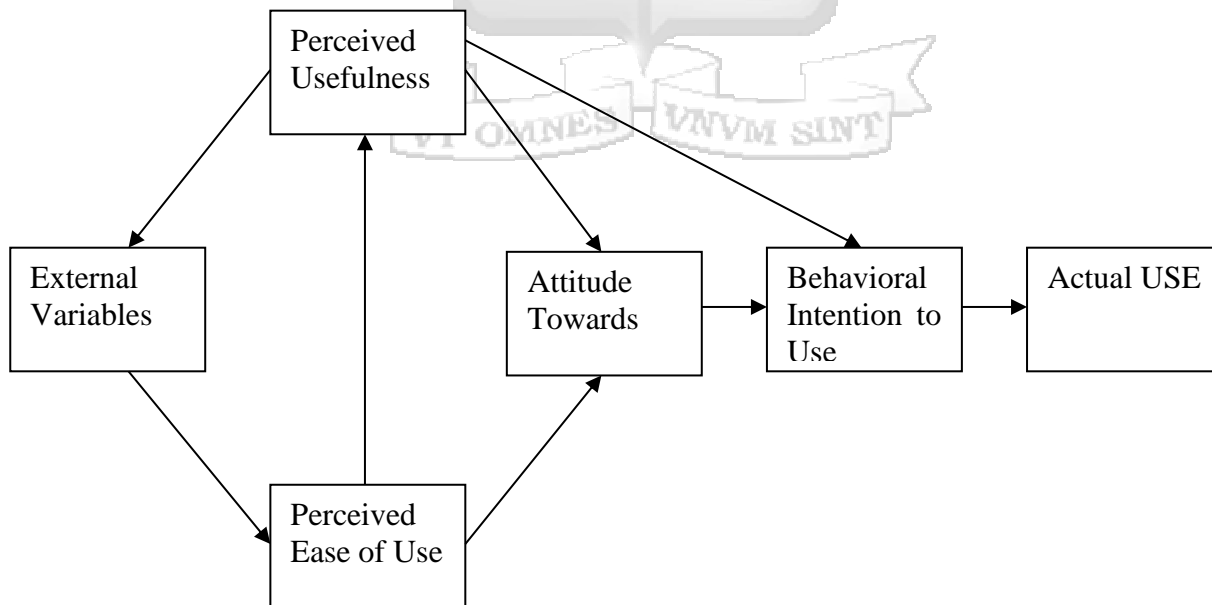 Perceived
Usefulness
VT OMNES VNVM SINT
External
Variables
Attitude
Towards
Behavioral
Intention to
Use
Actual USE
Perceived
Ease of Use